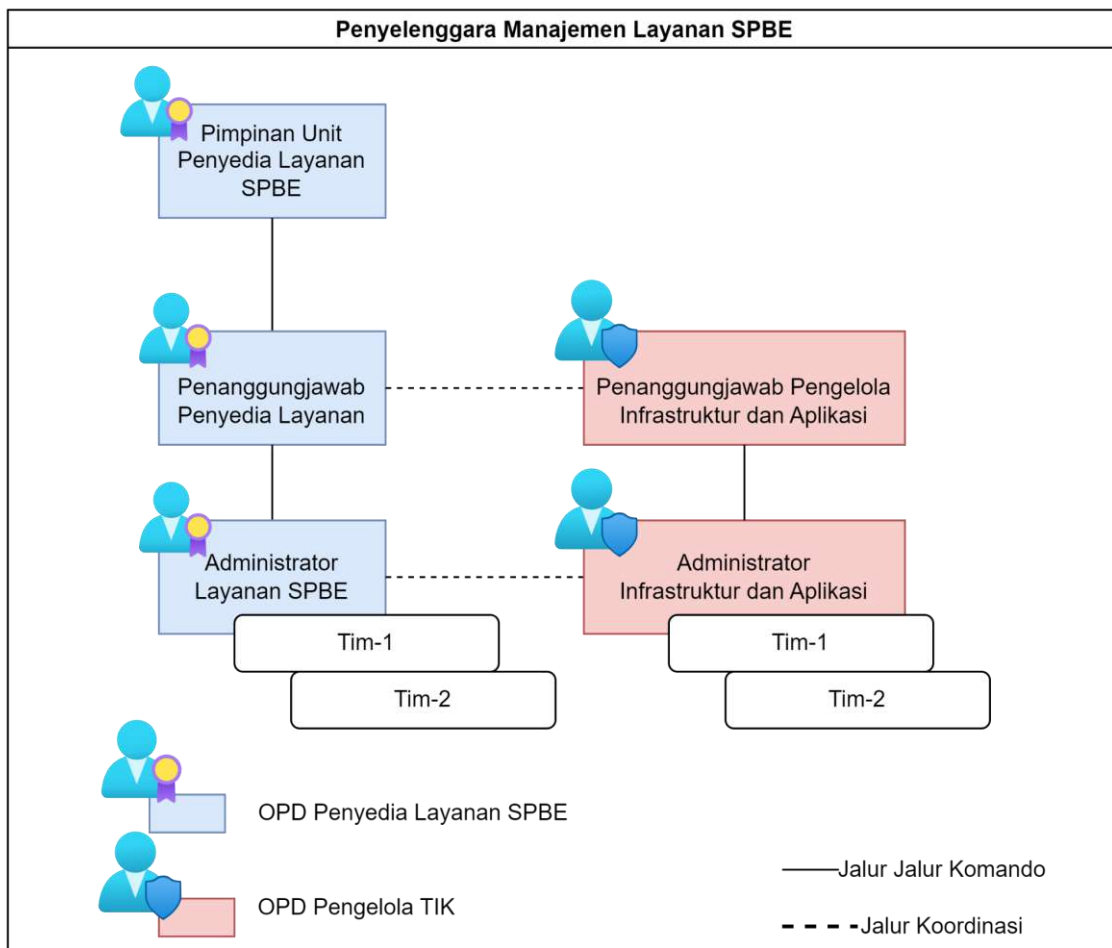 Penyelenggara Manajemen Layanan SPBE
Pimpinan Unit
Penyedia Layanan
SPBE
Penanggungjawab
Penyedia Layanan
Penanggungjawab Pengelola
Infrastruktur dan Aplikasi
Administrator
Layanan SPBE
Tim-1
Tim-2
Administrator
Infrastruktur dan Aplikasi
Tim-1
Tim-2
OPD Penyedia Layanan SPBE
OPD Pengelola TIK
Jalur Jalur Komando
Jalur Koordinasi